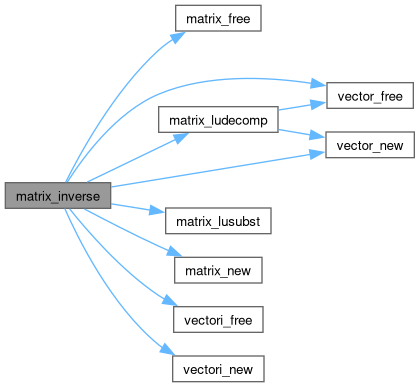 matrix_free
vector_free
matrix_ludecomp
vector_new
matrix_inverse
matrix_lusubst
matrix_new
vectori_free
vectori_new